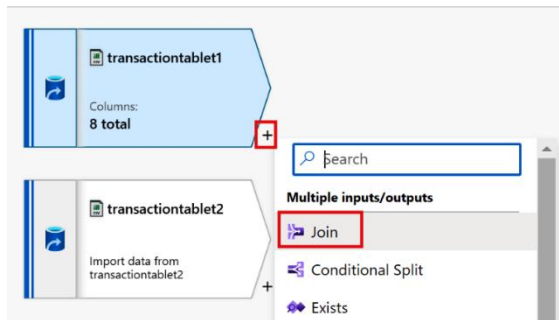 transactiontablet1
Columns:
8 total
+
Search
Multiple inputs/outputs
Join
Conditional Split
Exists
transactiontablet2
Import data from
transactiontablet2
+